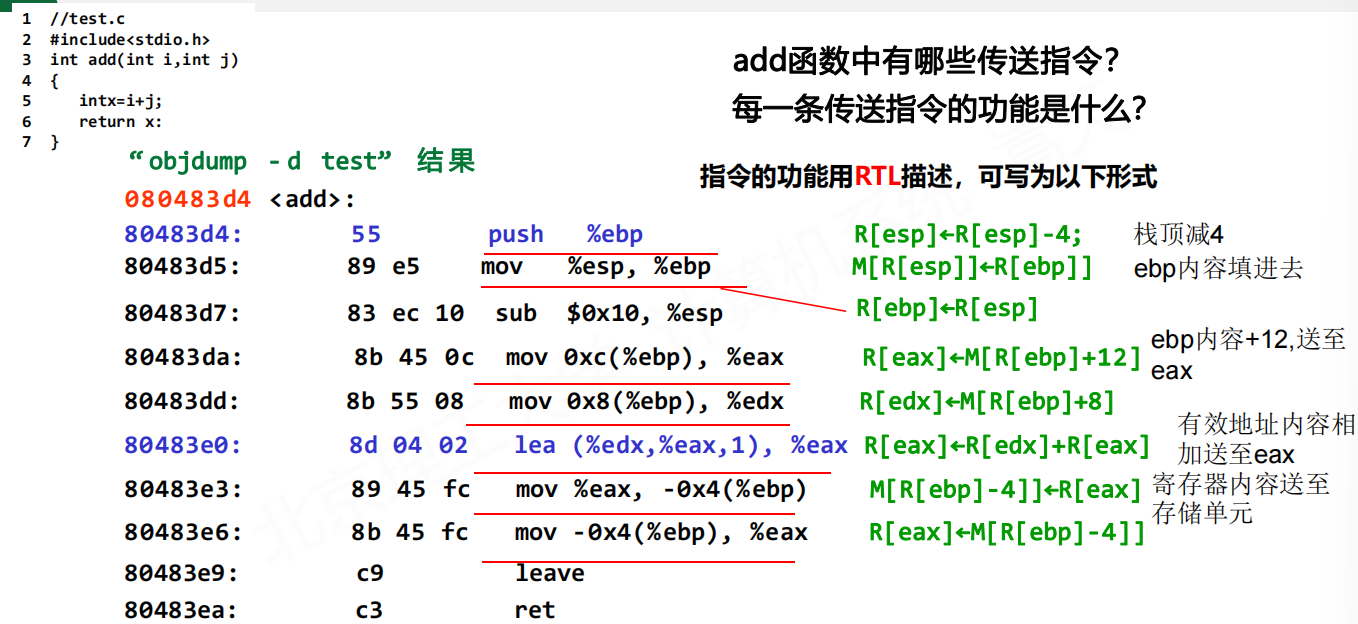 1 //test.c
2 #include<stdio.h>
3 int add(int i,int j)
4 {
5 intx=i+j;
6 return x:
7 }
add函数中有哪些传送指令？
每一条传送指令的功能是什么？
“objdump -d test” 结果
指令的功能用RTL描述，可写为以下形式
080483d4 <add>:
80483d4: 55 push %ebp R[esp]←R[esp]-4; 栈顶减4
80483d5: 89 e5 mov %esp, %ebp M[R[esp]]←R[ebp]] ebp内容填进去
80483d7: 83 ec 10 sub $0x10, %esp R[ebp]←R[esp]
80483da: 8b 45 0c mov 0xc(%ebp), %eax R[eax]←M[R[ebp]+12] ebp内容+12,送至
eax
80483dd: 8b 55 08 mov 0x8(%ebp), %edx R[edx]←M[R[ebp]+8]
80483e0: 8d 04 02 lea (%edx,%eax,1), %eax R[eax]←R[edx]+R[eax] 有效地址内容相
加送至eax
80483e3: 89 45 fc mov %eax, -0x4(%ebp) M[R[ebp]-4]]←R[eax] 寄存器内容送至
存储单元
80483e6: 8b 45 fc mov -0x4(%ebp), %eax R[eax]←M[R[ebp]-4]]
80483e9: c9 leave
80483ea: c3 ret